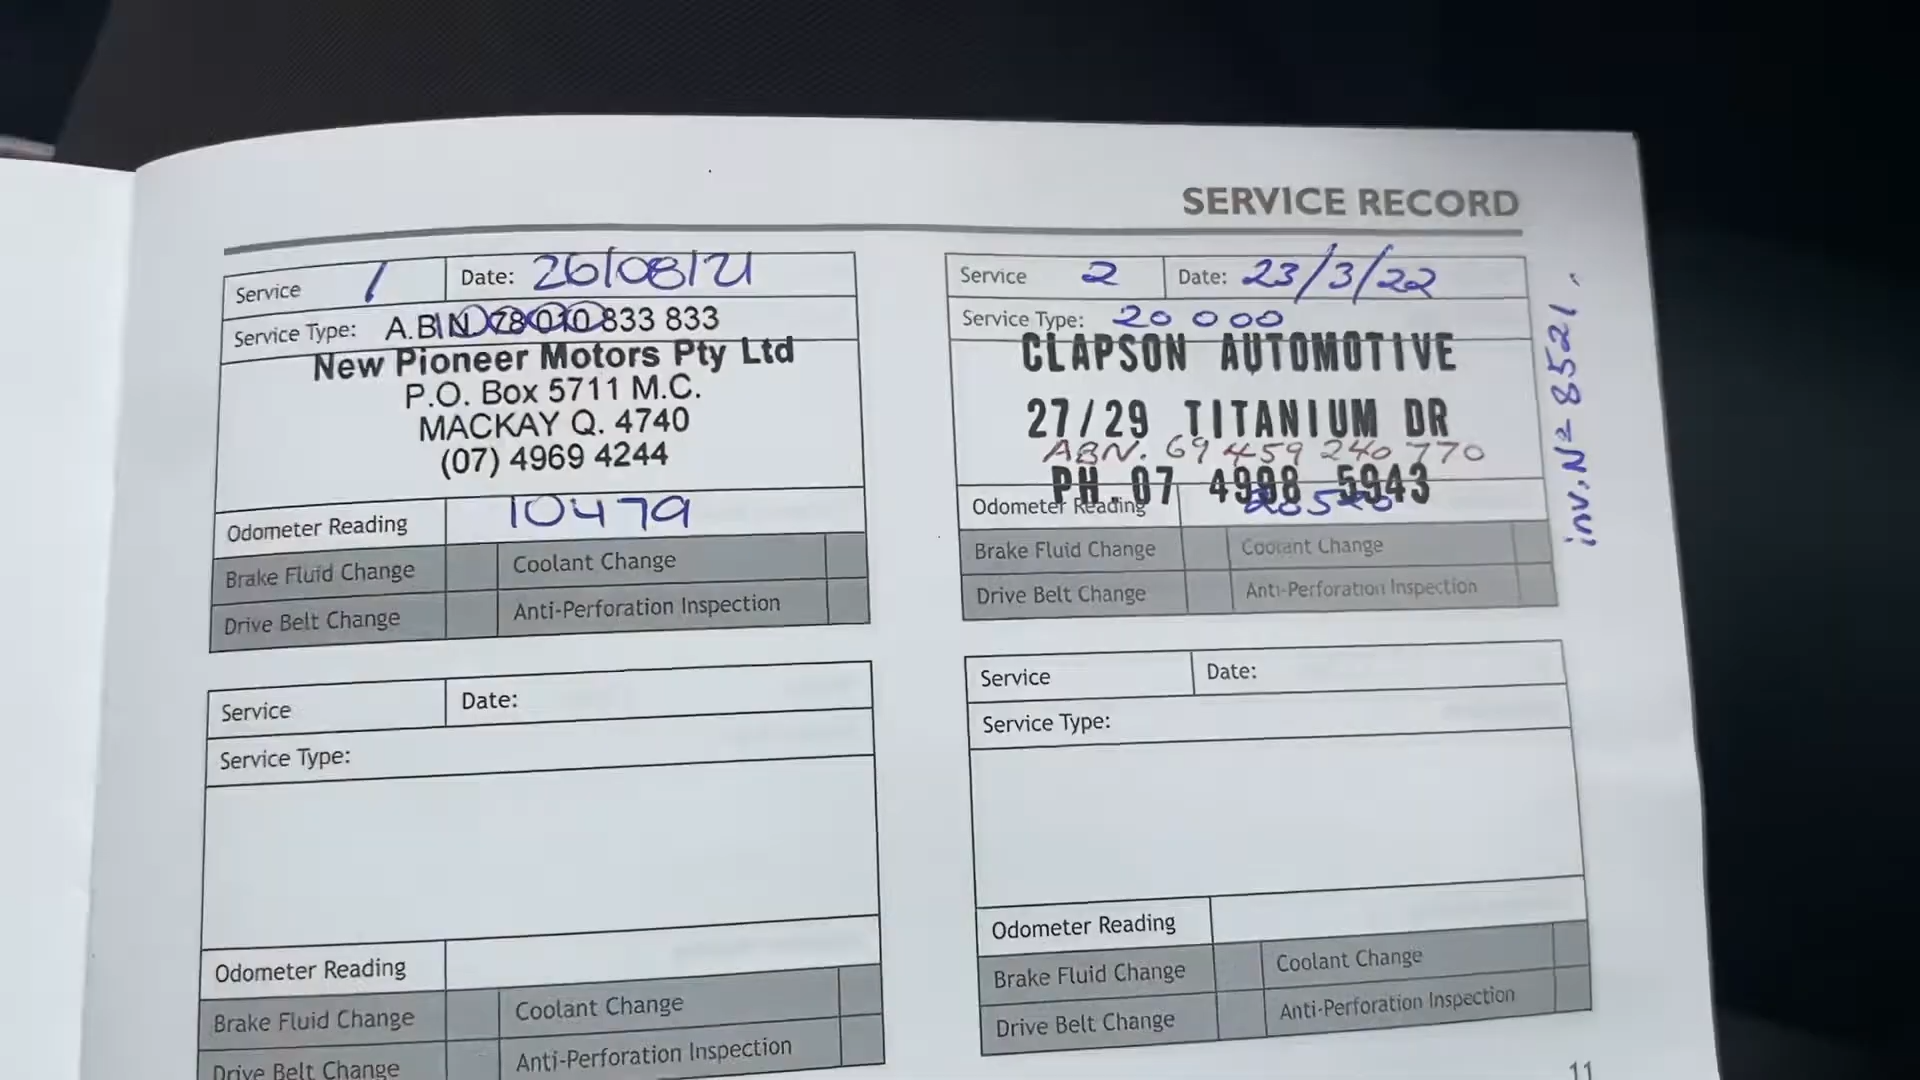 SERVICE RECORD
Service 1 Date: 26/08/21
Service Type: A.B.N. 78 010 833 833
New Pioneer Motors Pty Ltd
P.O. Box 5711 M.C.
MACKAY Q. 4740
(07) 4969 4244
Odometer Reading 10479
Brake Fluid Change Coolant Change
Drive Belt Change Anti-Perforation Inspection
Service 2 Date: 23/3/22
Service Type: 20 000
CLAPSON AUTOMOTIVE
27/29 TITANIUM DR
ABN. 69 459 240 770
PH. 07 4998 5943
Odometer Reading
Brake Fluid Change Coolant Change
Drive Belt Change Anti-Perforation Inspection
inv. Nº 8521.
Service Date:
Service Type:
Odometer Reading
Brake Fluid Change Coolant Change
Drive Belt Change Anti-Perforation Inspection
Service Date:
Service Type:
Odometer Reading
Brake Fluid Change Coolant Change
Drive Belt Change Anti-Perforation Inspection
11